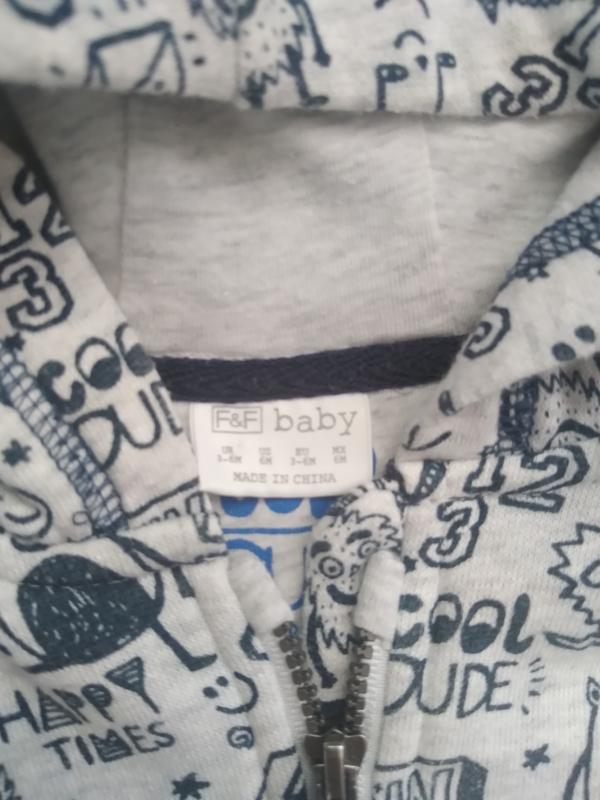 3
COOL
DUDE
F&F baby
UK US EU MX
3-6M 6M 3-6M 6M
MADE IN CHINA
12
3
COOL
DUDE
HAPPY
TIMES